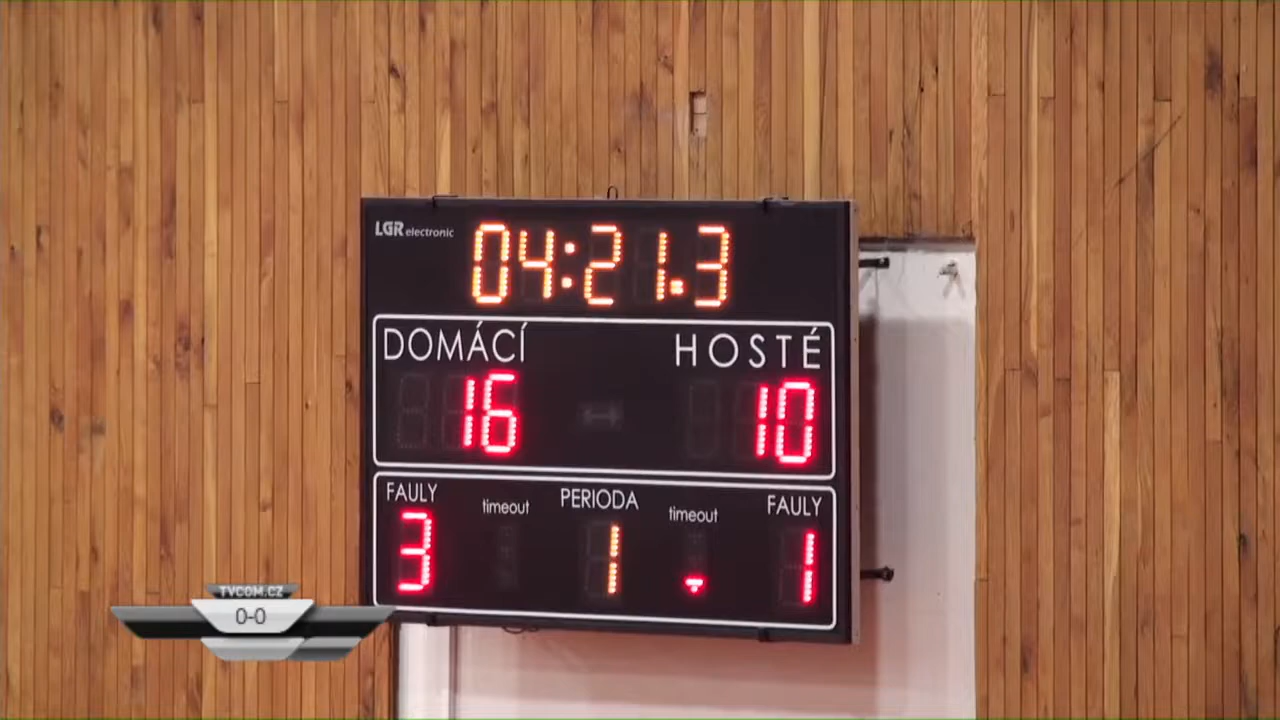 LGR electronic
04:21.3
DOMÁCÍ HOSTÉ
16 10
FAULY timeout PERIODA timeout FAULY
3 1 1
TVCOM.CZ
0-0